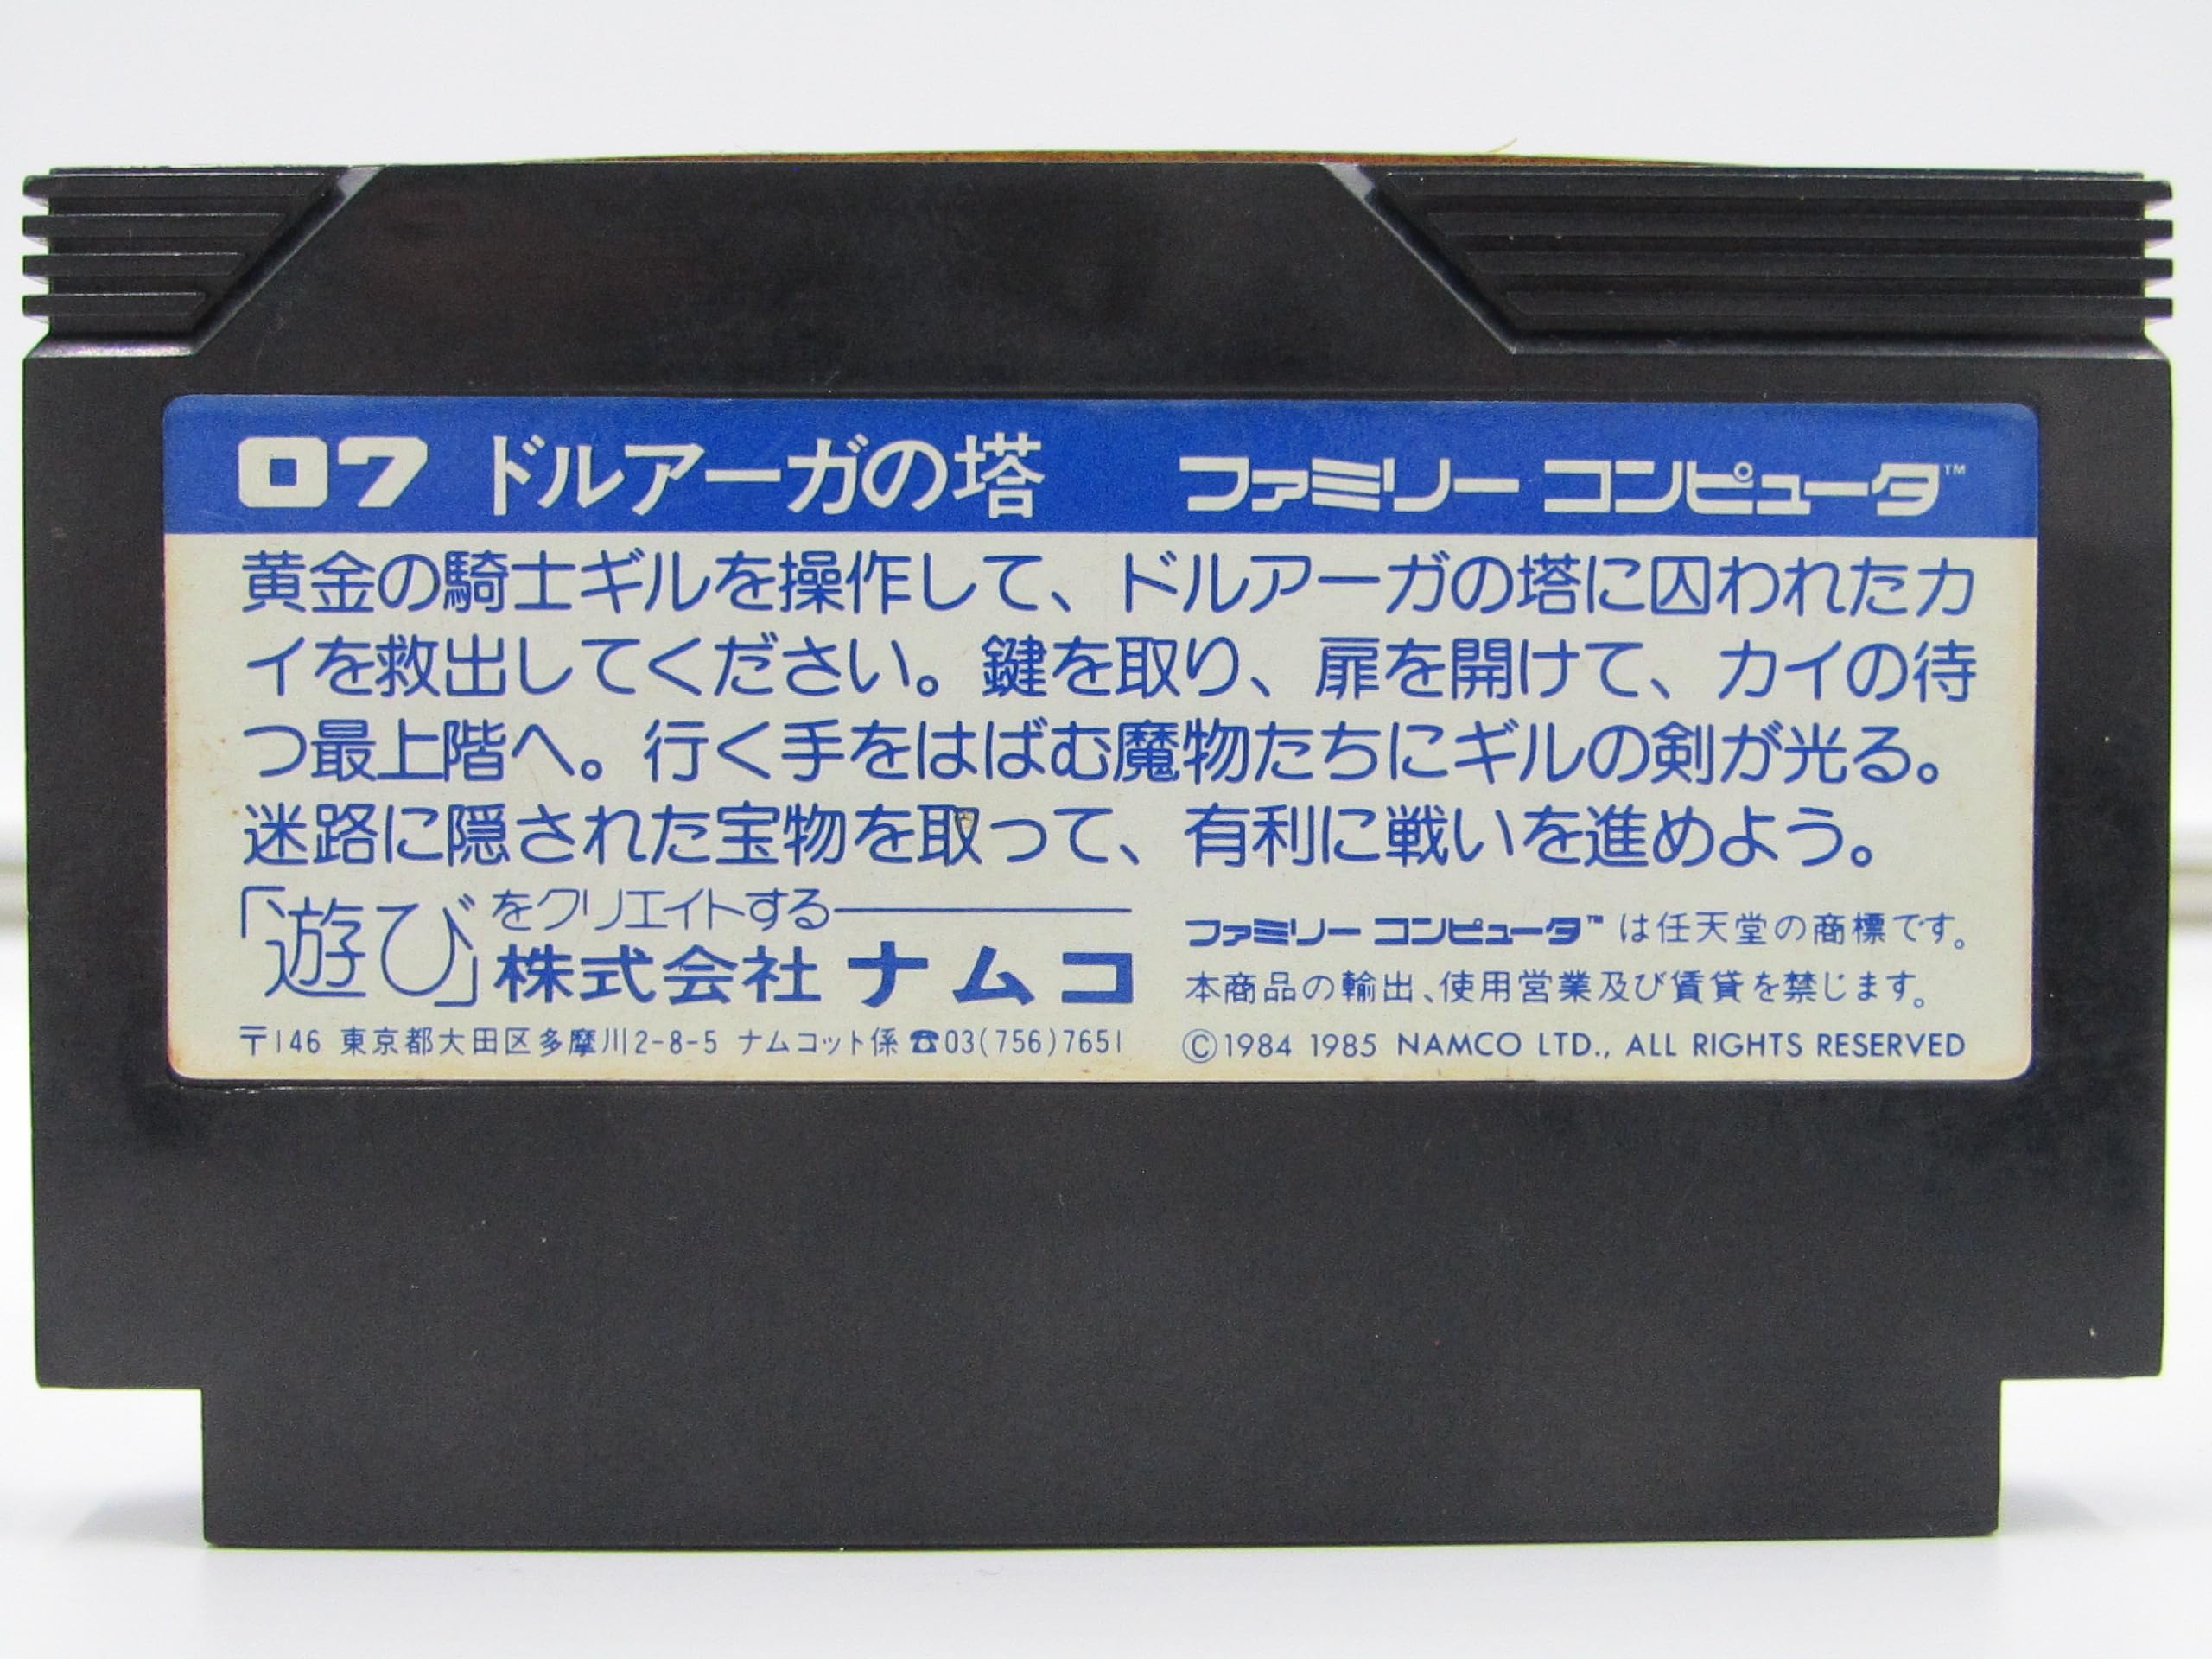 07 ドルアーガの塔 ファミリー コンピュータ™
黄金の騎士ギルを操作して、ドルアーガの塔に囚われたカ
イを救出してください。鍵を取り、扉を開けて、カイの待
つ最上階へ。行く手をはばむ魔物たちにギルの剣が光る。
迷路に隠された宝物を取って、有利に戦いを進めよう。
「遊び」をクリエイトする
株式会社 ナムコ
〒146 東京都大田区多摩川2-8-5 ナムコット係 ☎03(756)7651
ファミリー コンピュータ™ は任天堂の商標です。
本商品の輸出、使用営業及び賃貸を禁じます。
©1984 1985 NAMCO LTD., ALL RIGHTS RESERVED